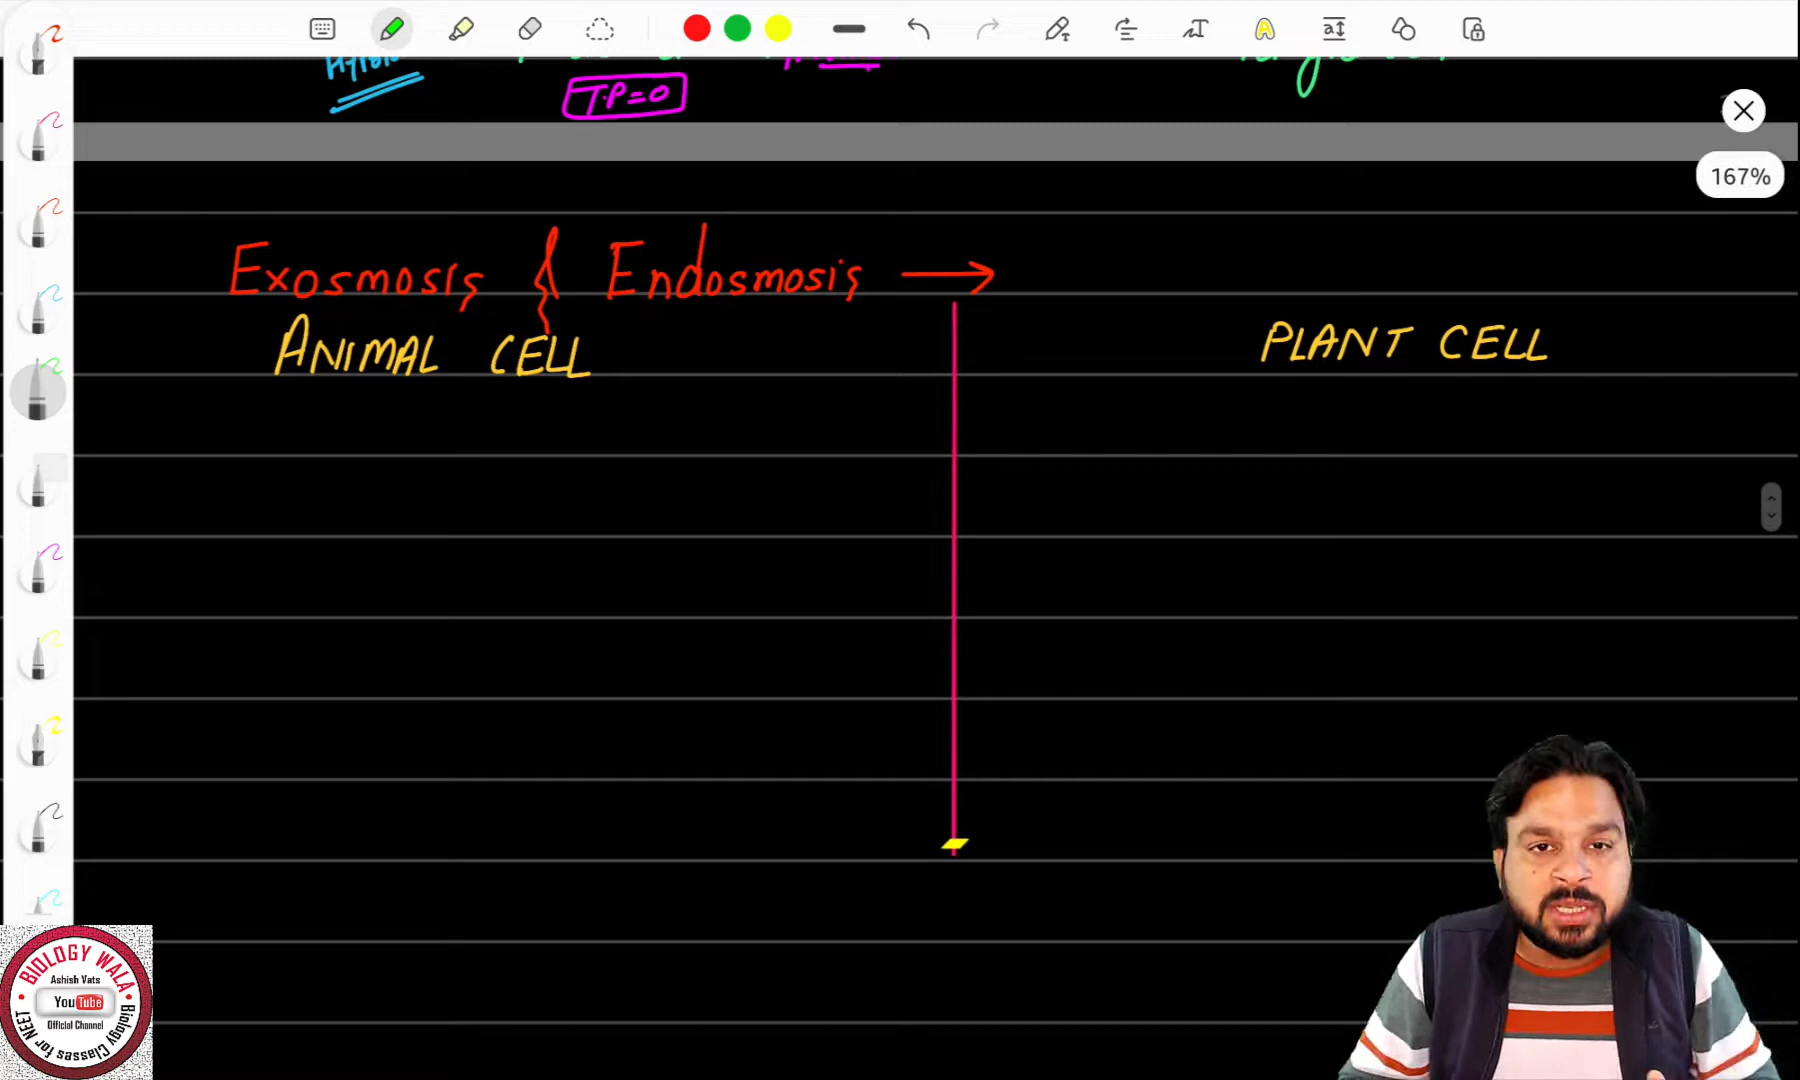 T.P=0
167%
Exosmosis & Endosmosis →
ANIMAL CELL
PLANT CELL
BIOLOGY WALA
Ashish Vats
YouTube
Official Channel
Biology Classes for NEET